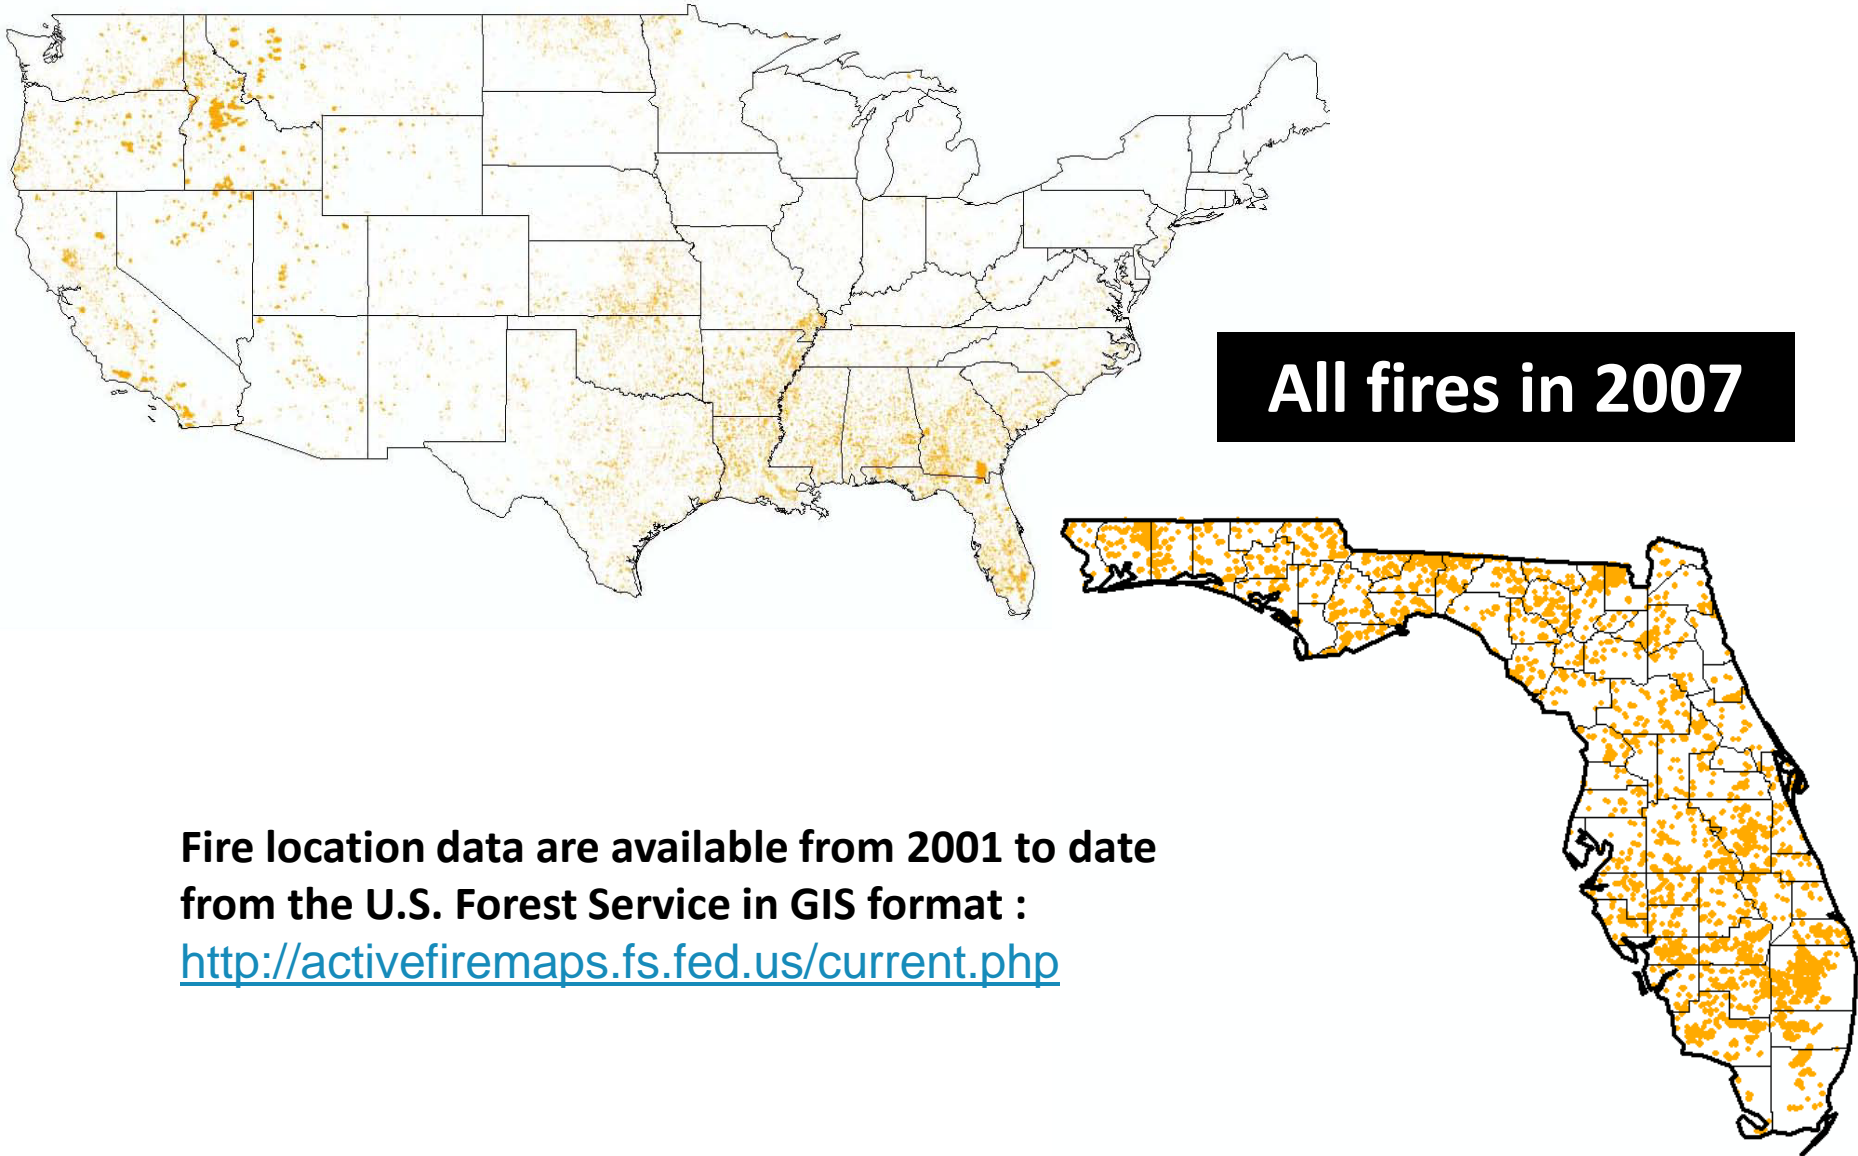 All fires in 2007
Fire location data are available from 2001 to date
from the U.S. Forest Service in GIS format :
http://activefiremaps.fs.fed.us/current.php